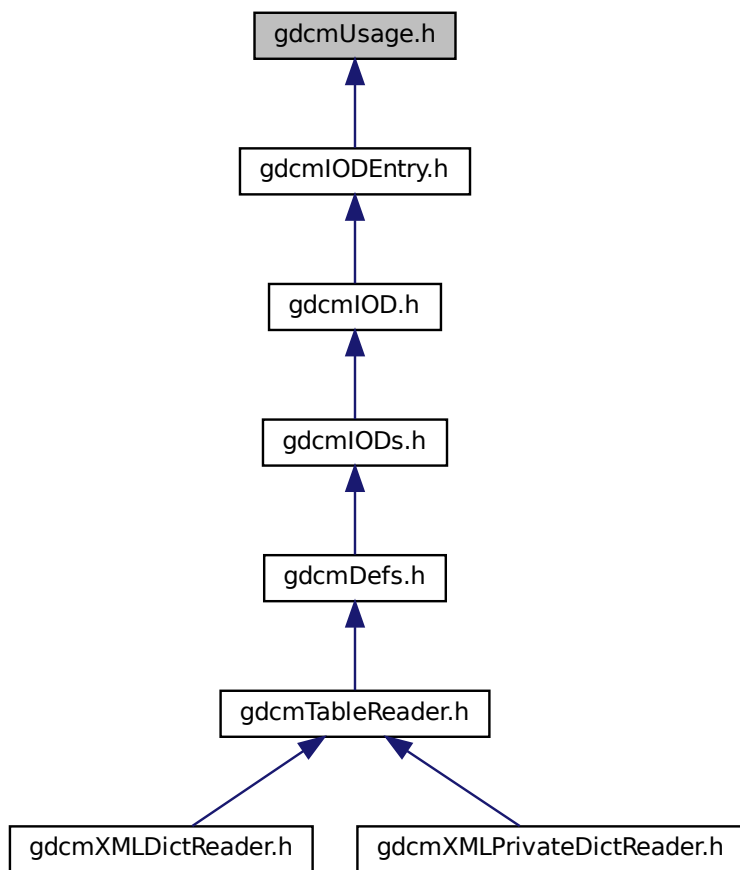 gdcmUsage.h
gdcmIODEntry.h
gdcmIOD.h
gdcmIODs.h
gdcmDefs.h
gdcmTableReader.h
gdcmXMLDictReader.h
gdcmXMLPrivateDictReader.h